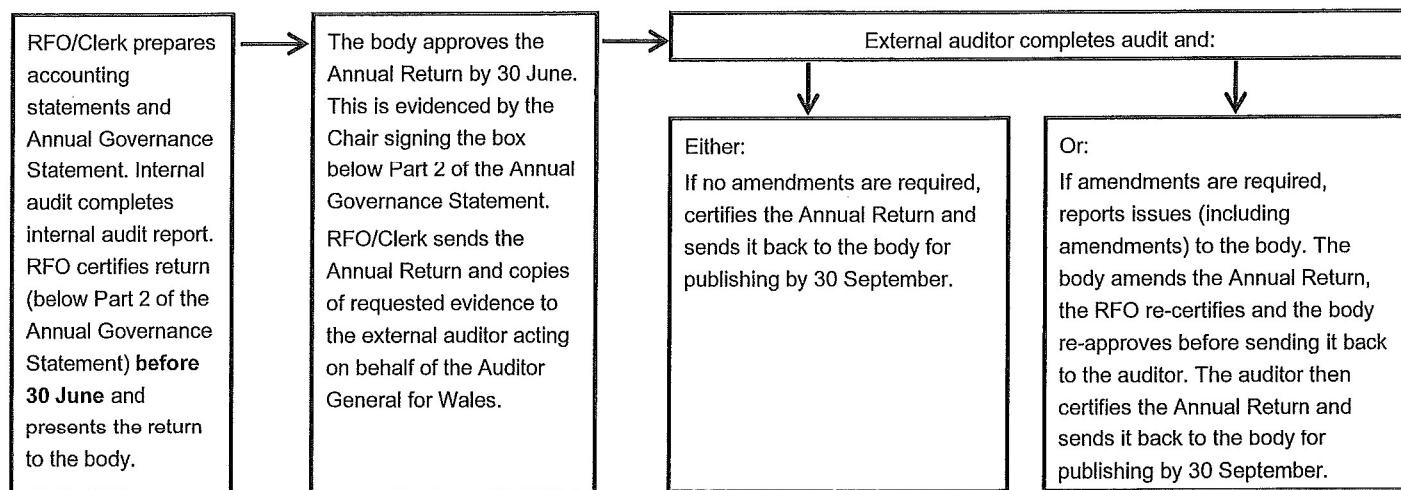 RFO/Clerk prepares
accounting
statements and
Annual Governance
Statement. Internal
audit completes
internal audit report.
RFO certifies return
(below Part 2 of the
Annual Governance
Statement) before
30 June and
presents the return
to the body.
The body approves the
Annual Return by 30 June.
This is evidenced by the
Chair signing the box
below Part 2 of the Annual
Governance Statement.
RFO/Clerk sends the
Annual Return and copies
of requested evidence to
the external auditor acting
on behalf of the Auditor
General for Wales.
External auditor completes audit and:
Either:
If no amendments are required,
certifies the Annual Return and
sends it back to the body for
publishing by 30 September.
Or:
If amendments are required,
reports issues (including
amendments) to the body. The
body amends the Annual Return,
the RFO re-certifies and the body
re-approves before sending it back
to the auditor. The auditor then
certifies the Annual Return and
sends it back to the body for
publishing by 30 September.